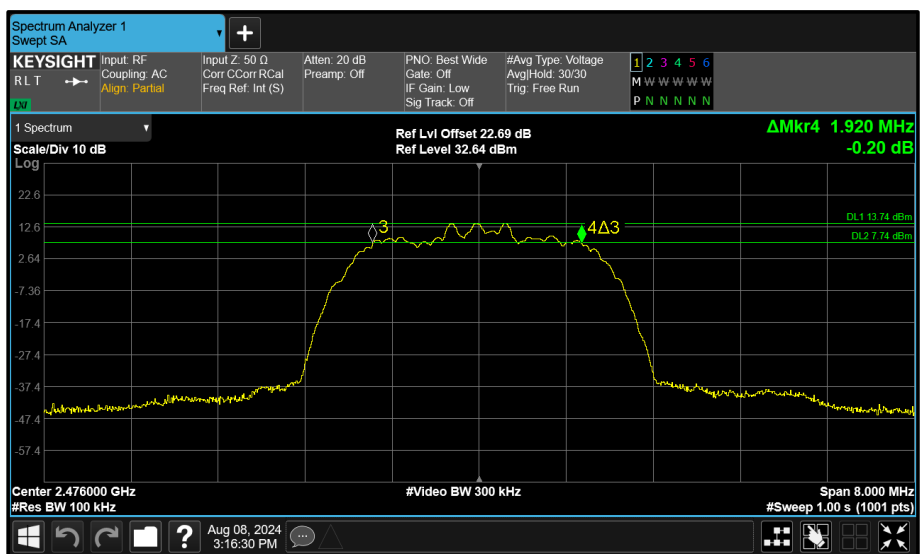 Spectrum Analyzer 1
Swept SA
+
KEYSIGHT
R L T
LXI
Input: RF
Coupling: AC
Align: Partial
Input Z: 50 Ω
Corr CCorr RCal
Freq Ref: Int (S)
Atten: 20 dB
Preamp: Off
PNO: Best Wide
Gate: Off
IF Gain: Low
Sig Track: Off
#Avg Type: Voltage
Avg|Hold: 30/30
Trig: Free Run
1 2 3 4 5 6
M W W W W W
P N N N N N
1 Spectrum
Scale/Div 10 dB
Log
Ref Lvl Offset 22.69 dB
Ref Level 32.64 dBm
ΔMkr4 1.920 MHz
-0.20 dB
22.6
12.6
2.64
-7.36
-17.4
-27.4
-37.4
-47.4
-57.4
3
4Δ3
DL1 13.74 dBm
DL2 7.74 dBm
Center 2.476000 GHz
#Res BW 100 kHz
#Video BW 300 kHz
Span 8.000 MHz
#Sweep 1.00 s (1001 pts)
?
Aug 08, 2024
3:16:30 PM